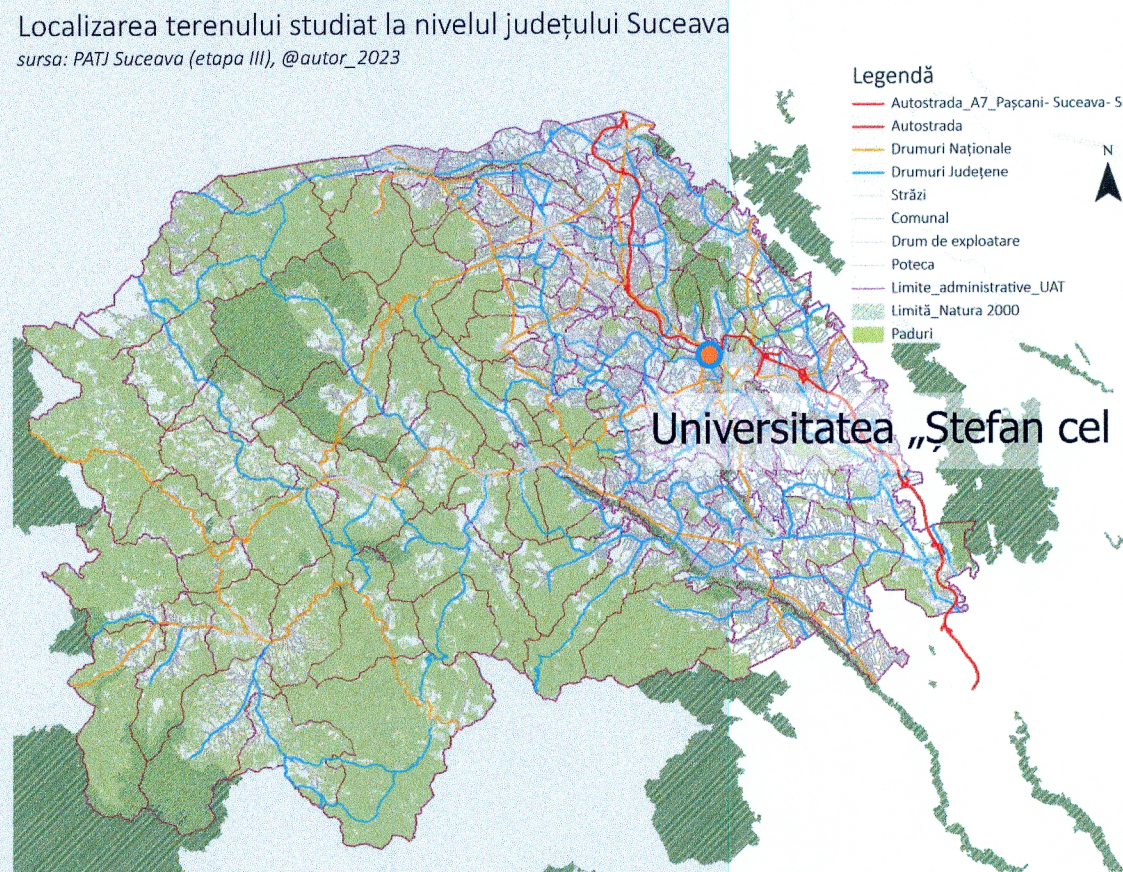 Localizarea terenului studiat la nivelul județului Suceava
sursa: PATJ Suceava (etapa III), @autor_2023
Legendă
Autostrada_A7_Pașcani- Suceava- S
Autostrada
Drumuri Naționale
Drumuri Județene
Străzi
Comunal
Drum de exploatare
Poteca
Limite_administrative_UAT
Limită_Natura 2000
Paduri
N
Universitatea „Ștefan cel